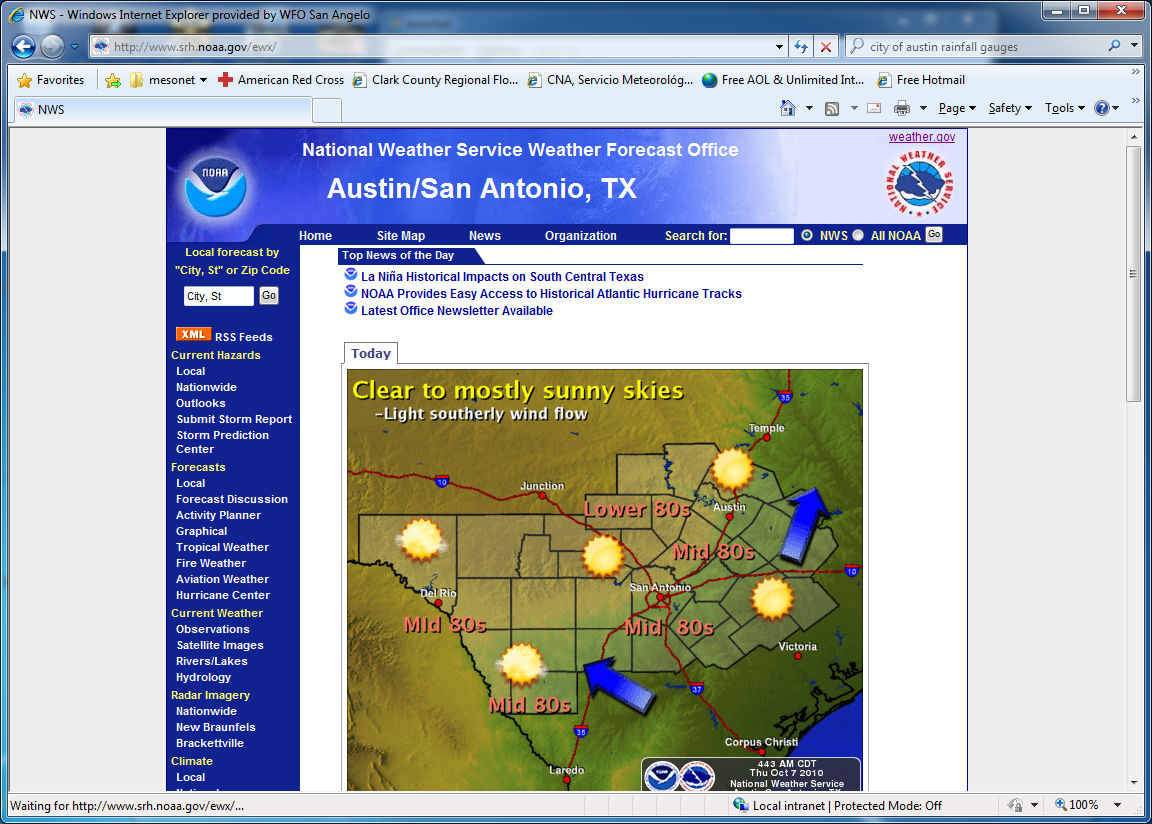 NWS - Windows Internet Explorer provided by WFO San Angelo
http://www.srh.noaa.gov/ewx/
city of austin rainfall gauges
Favorites
mesonet
American Red Cross
Clark County Regional Flo...
CNA, Servicio Meteorológ...
Free AOL & Unlimited Int...
Free Hotmail
NWS
Page
Safety
Tools
weather.gov
National Weather Service Weather Forecast Office
NOAA
Austin/San Antonio, TX
NATIONAL WEATHER SERVICE
Home
Site Map
News
Organization
Search for:
NWS
All NOAA
Go
Local forecast by
"City, St" or Zip Code
City, St
Go
XML RSS Feeds
Current Hazards
Local
Nationwide
Outlooks
Submit Storm Report
Storm Prediction
Center
Forecasts
Local
Forecast Discussion
Activity Planner
Graphical
Tropical Weather
Fire Weather
Aviation Weather
Hurricane Center
Current Weather
Observations
Satellite Images
Rivers/Lakes
Hydrology
Radar Imagery
Nationwide
New Braunfels
Brackettville
Climate
Local
Top News of the Day
La Niña Historical Impacts on South Central Texas
NOAA Provides Easy Access to Historical Atlantic Hurricane Tracks
Latest Office Newsletter Available
Today
Clear to mostly sunny skies
-Light southerly wind flow
35
Temple
10
Junction
Lower 80s
Austin
Mid 80s
10
San Antonio
Del Rio
MId 80s
Mid 80s
Victoria
37
Mid 80s
35
Corpus Christi
Laredo
443 AM CDT
Thu Oct 7 2010
National Weather Service
Waiting for http://www.srh.noaa.gov/ewx/...
Local intranet | Protected Mode: Off
100%